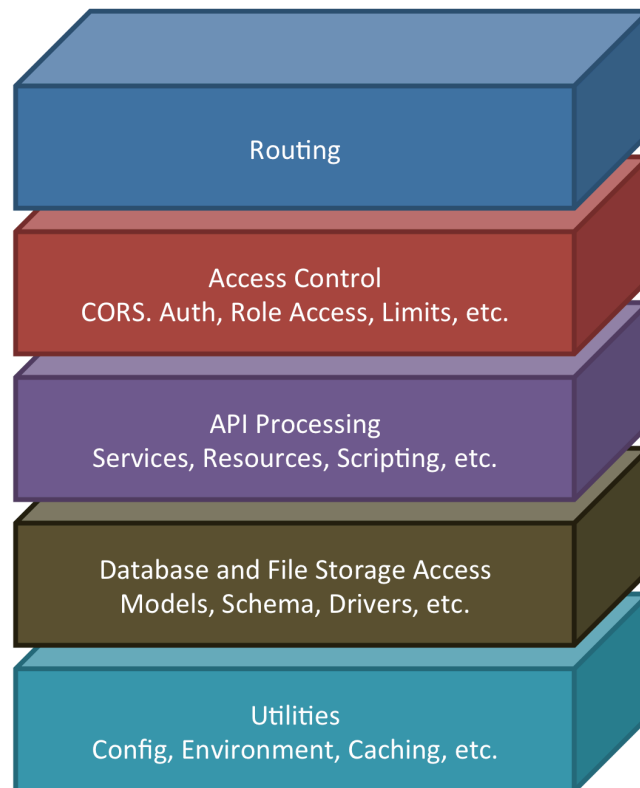 Routing
Access Control
CORS. Auth, Role Access, Limits, etc.
API Processing
Services, Resources, Scripting, etc.
Database and File Storage Access
Models, Schema, Drivers, etc.
Utilities
Config, Environment, Caching, etc.